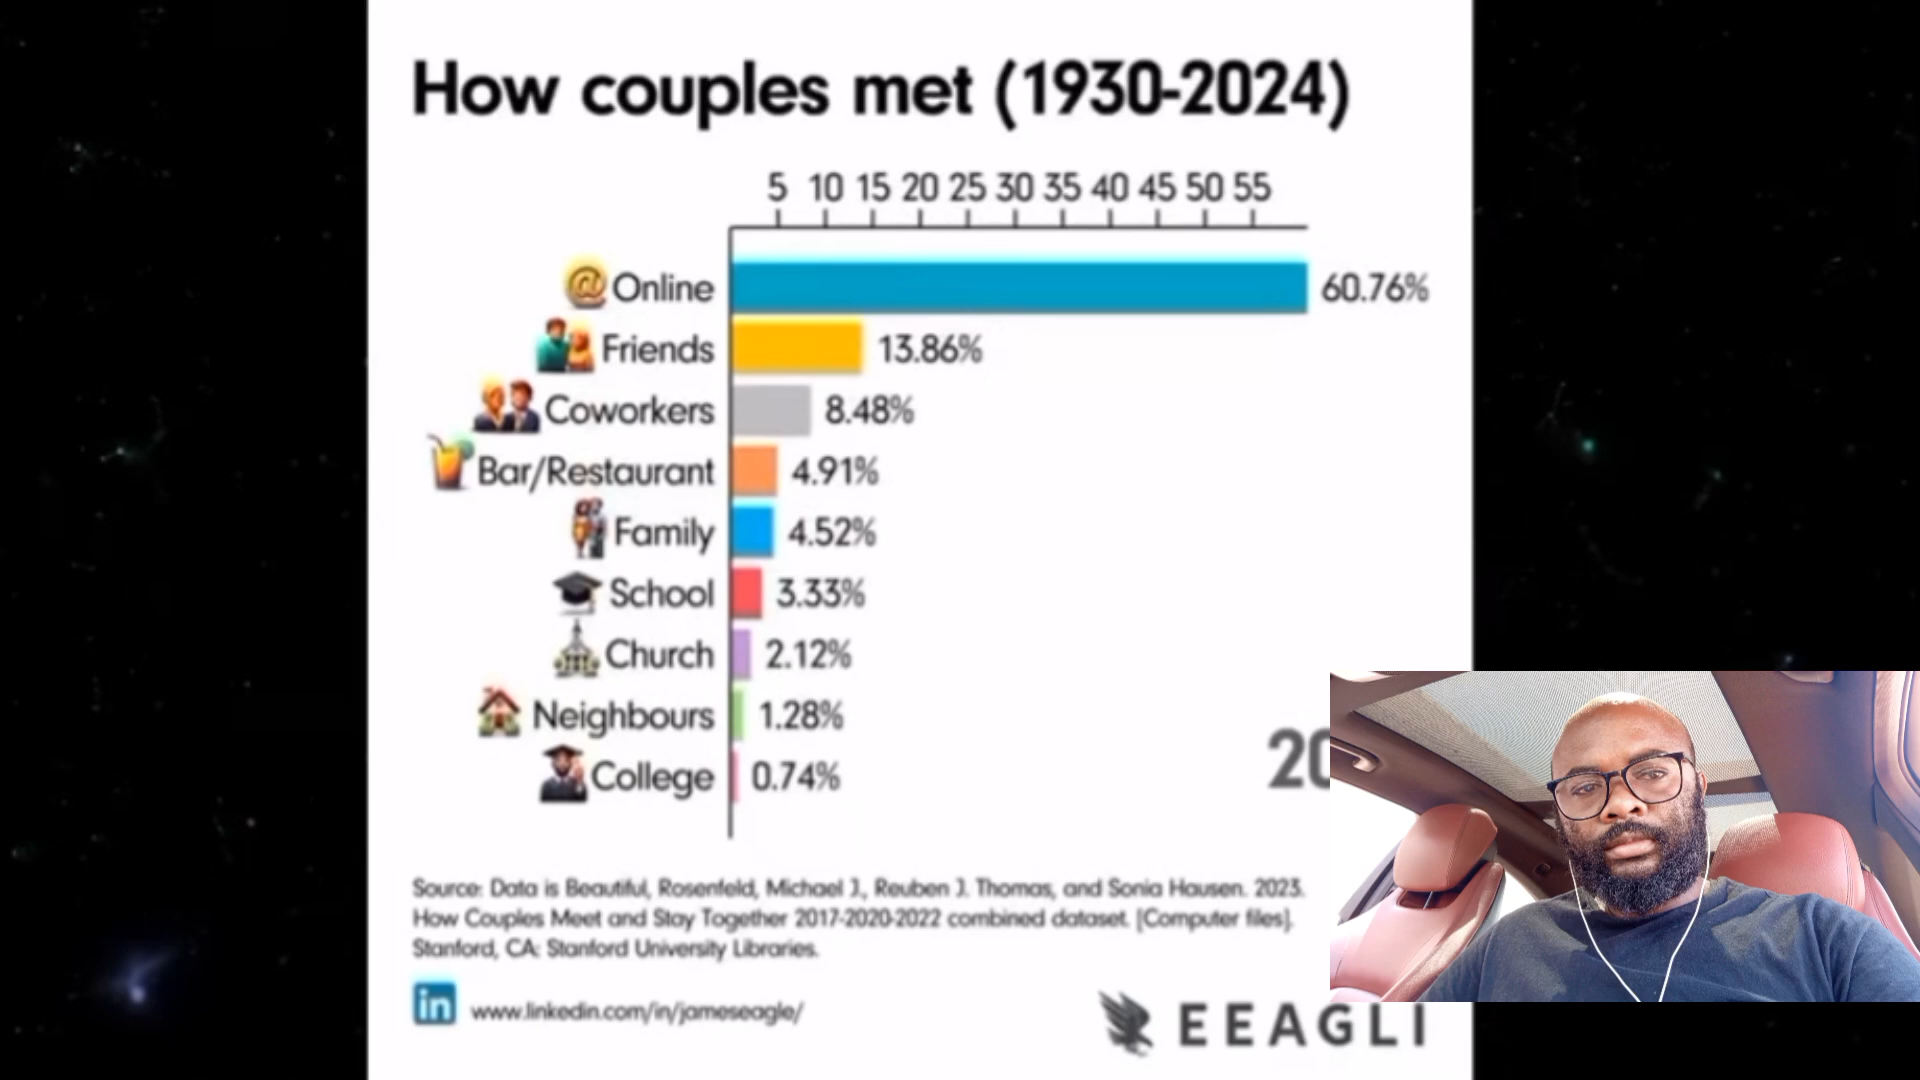 How couples met (1930-2024)
5 10 15 20 25 30 35 40 45 50 55
@ Online 60.76%
Friends 13.86%
Coworkers 8.48%
Bar/Restaurant 4.91%
Family 4.52%
School 3.33%
Church 2.12%
Neighbours 1.28%
20
College 0.74%
Source: Data is Beautiful, Rosenfeld, Michael J., Reuben J. Thomas, and Sonia Hausen. 2023.
How Couples Meet and Stay Together 2017-2020-2022 combined dataset. [Computer files].
Stanford, CA: Stanford University Libraries.
in www.linkedin.com/in/jameseagle/
EEAGLI